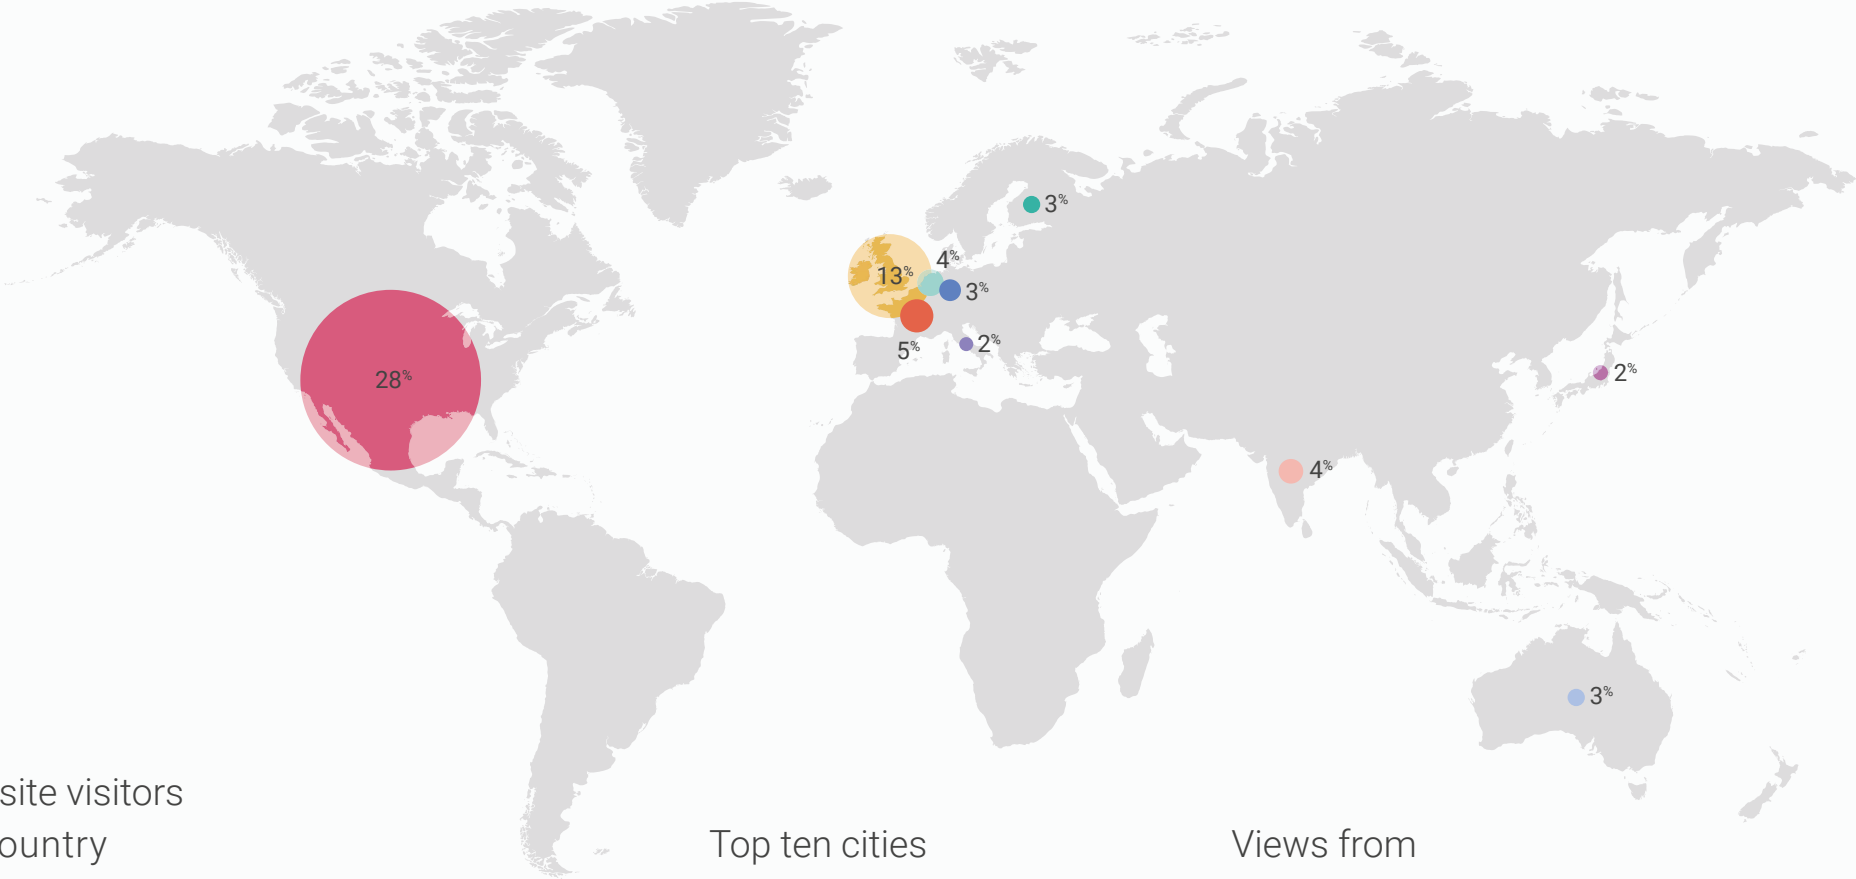 3%
4%
13%
3%
5%
2%
28%
2%
4%
3%
site visitors
ountry
Top ten cities
Views from